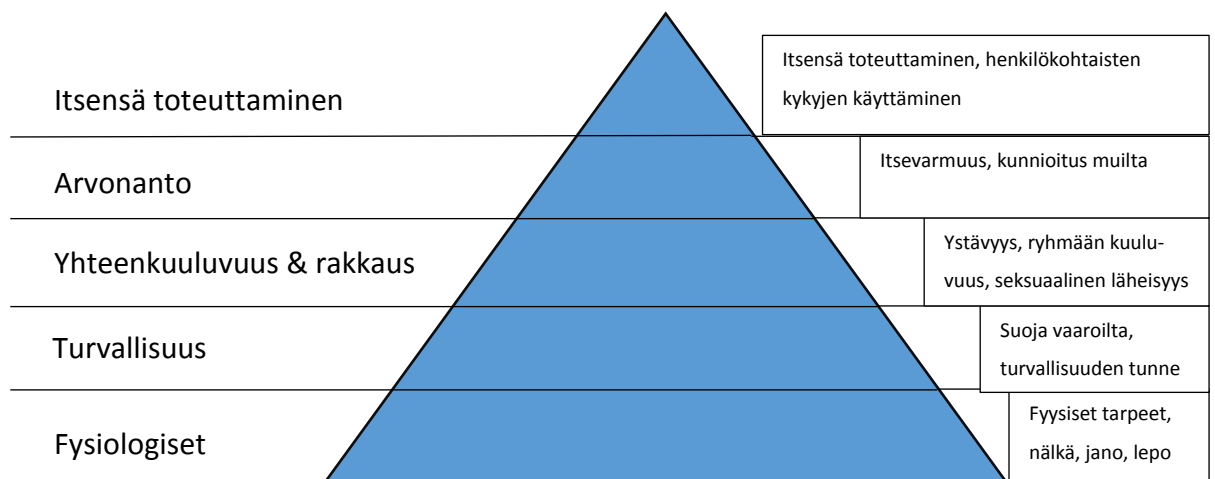 Itsensä toteuttaminen
Itsensä toteuttaminen, henkilökohtaisten
kykyjen käyttäminen
Arvonanto
Itsevarmuus, kunnioitus muilta
Yhteenkuuluvuus & rakkaus
Ystävyys, ryhmään kuulu-
vuus, seksuaalinen läheisyys
Turvallisuus
Suoja vaaroilta,
turvallisuuden tunne
Fysiologiset
Fyysiset tarpeet,
nälkä, jano, lepo